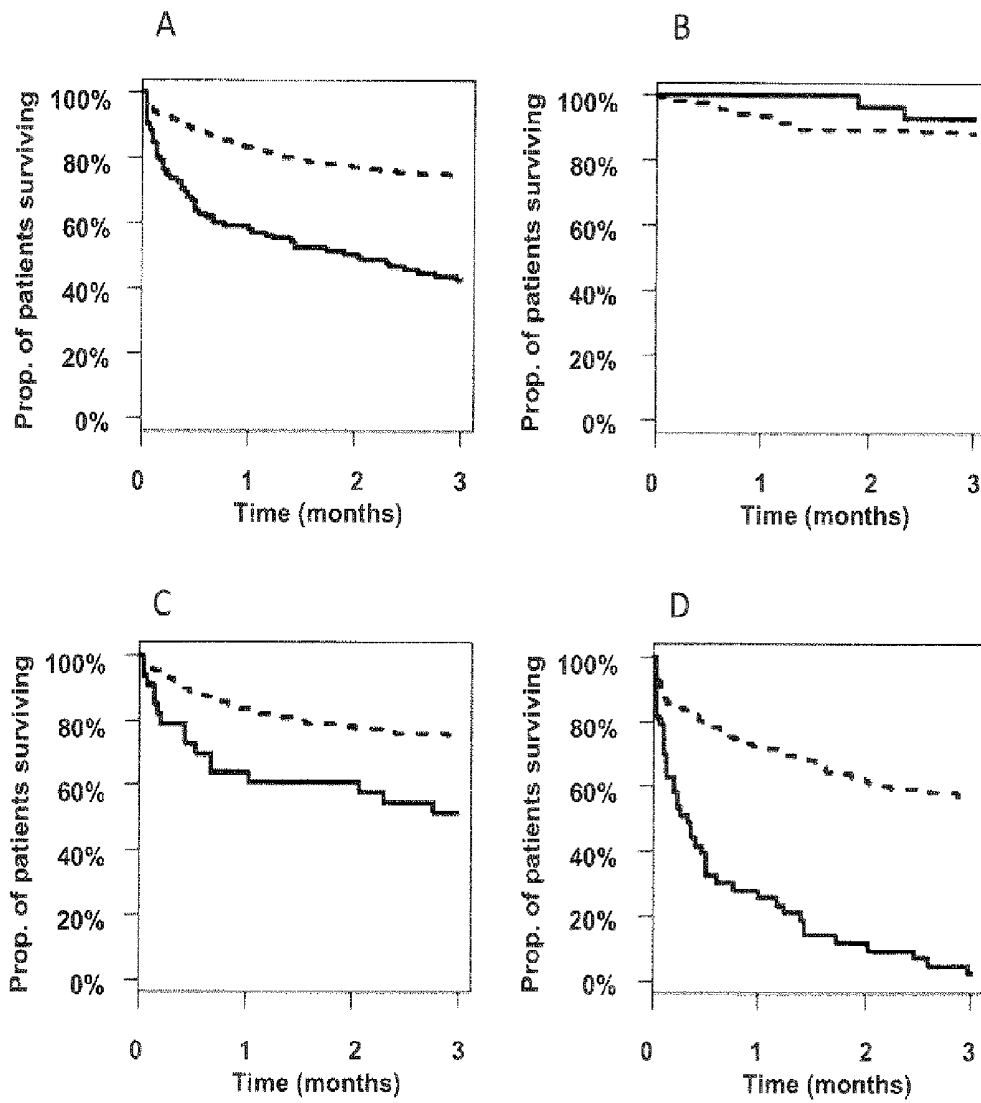 A
Prop. of patients surviving
100%
80%
60%
40%
20%
0%
0 1 2 3
Time (months)
B
Prop. of patients surviving
100%
80%
60%
40%
20%
0%
0 1 2 3
Time (months)
C
Prop. of patients surviving
100%
80%
60%
40%
20%
0%
0 1 2 3
Time (months)
D
Prop. of patients surviving
100%
80%
60%
40%
20%
0%
0 1 2 3
Time (months)